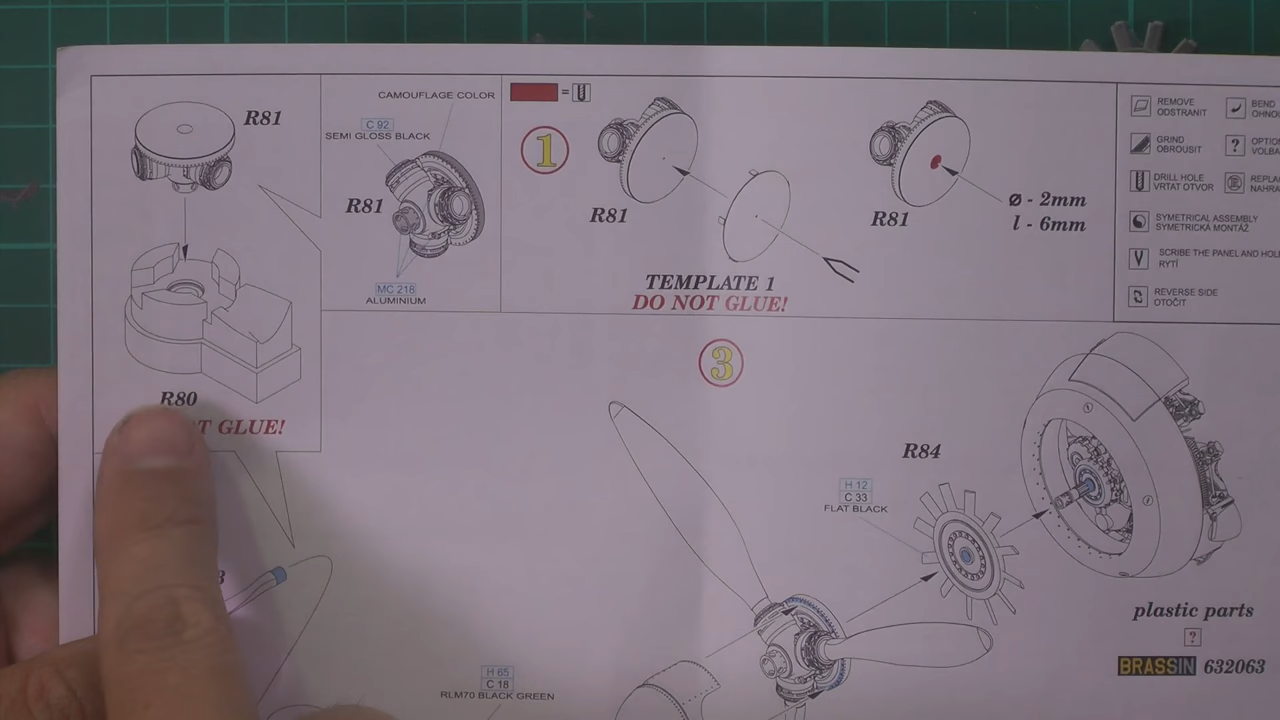 R81
R80
T GLUE!
CAMOUFLAGE COLOR
C 92
SEMI GLOSS BLACK
R81
MC 218
ALUMINIUM
=
1
R81
TEMPLATE 1
DO NOT GLUE!
R81
Ø - 2mm
l - 6mm
REMOVE
ODSTRANIT
BEND
GRIND
BROUSIT
?
DRILL HOLE
VRTAT OTVOR
SYMETRICAL ASSEMBLY
SYMETRICKÁ MONTÁŽ
SCRIBE THE PANEL AND
RYTÍ
REVERSE SIDE
OTOČIT
3
R84
H 12
C 33
FLAT BLACK
H 65
C 18
RLM70 BLACK GREEN
plastic parts
?
BRASSIN 632063